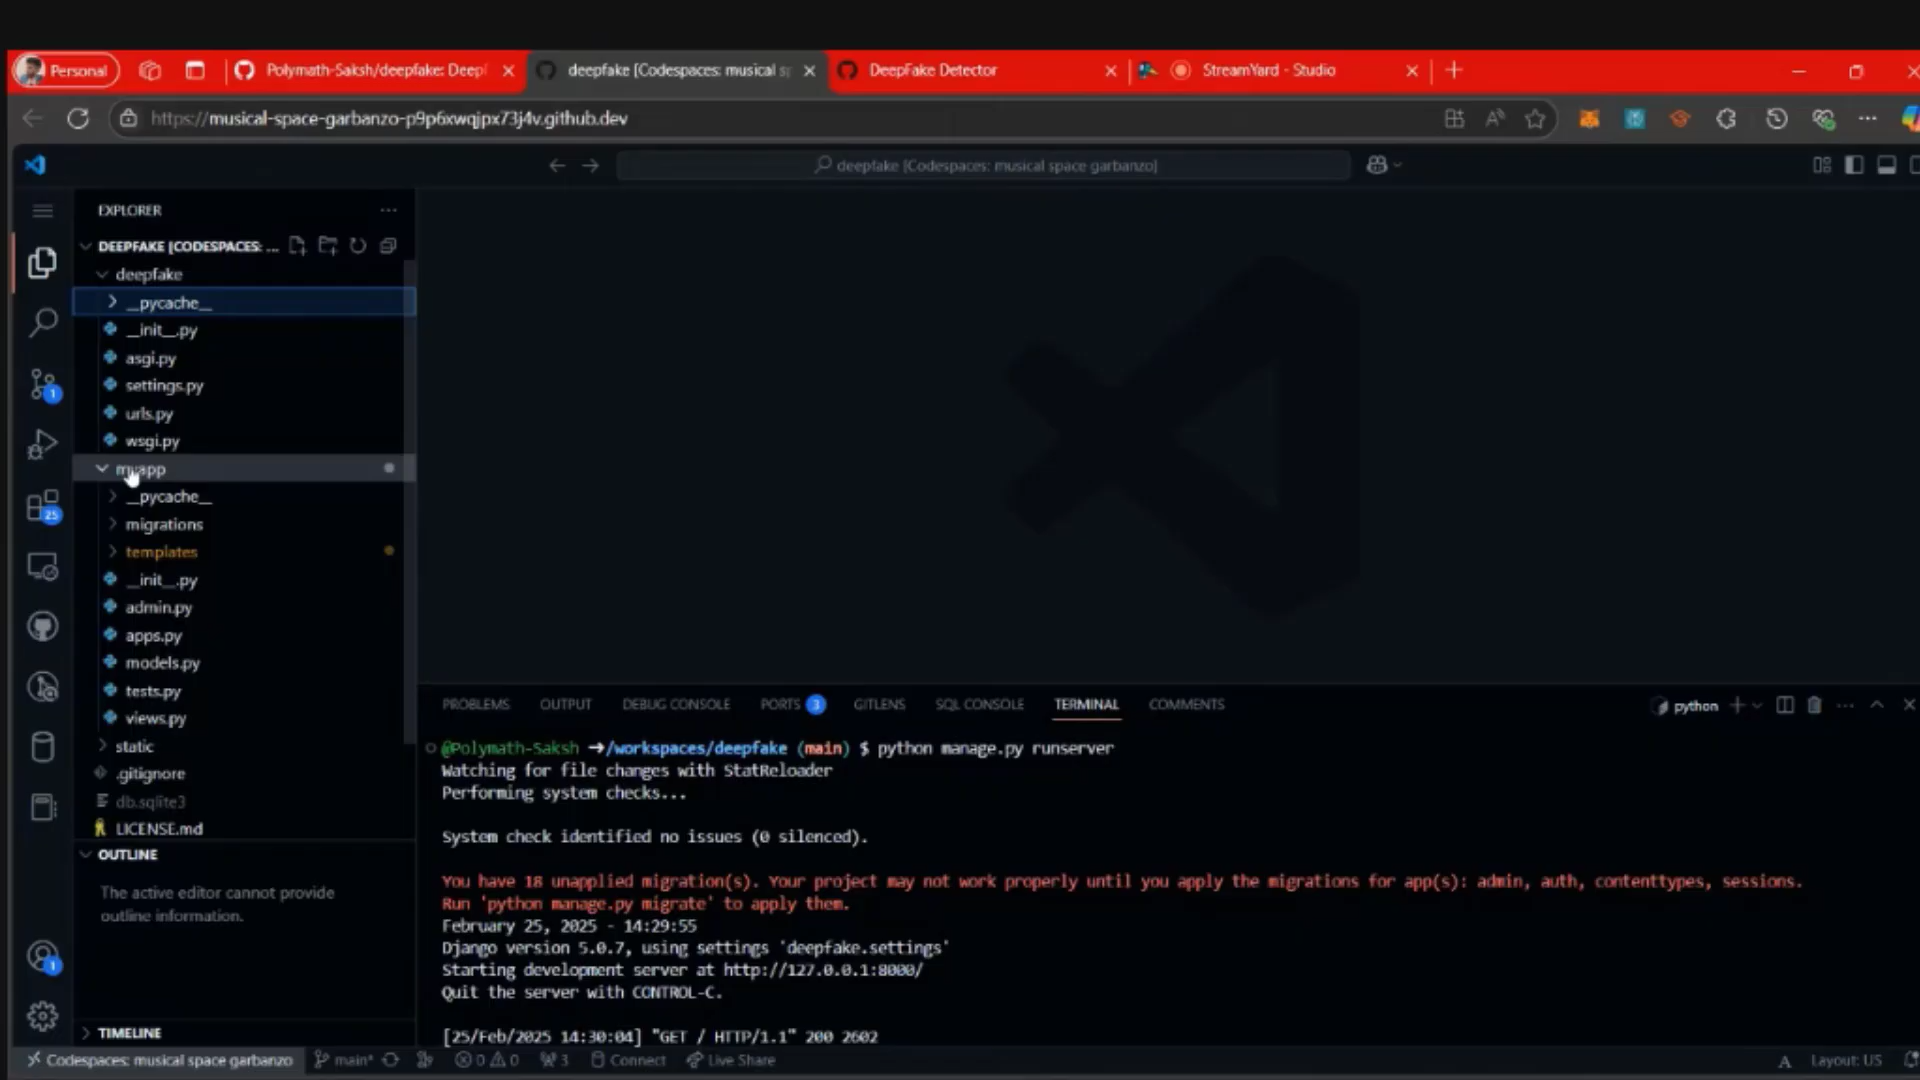 Personal
Polymath-Saksh/deepfake: Deepf
deepfake [Codespaces: musical sp
DeepFake Detector
StreamYard - Studio
https://musical-space-garbanzo-p9p6xwqjpx73j4v.github.dev
deepfake [Codespaces: musical space garbanzo]
EXPLORER
DEEPFAKE [CODESPACES: ...
deepfake
__pycache__
__init__.py
asgi.py
settings.py
urls.py
wsgi.py
myapp
__pycache__
migrations
templates
__init__.py
admin.py
apps.py
models.py
tests.py
views.py
static
.gitignore
db.sqlite3
LICENSE.md
OUTLINE
The active editor cannot provide
outline information.
TIMELINE
1
25
1
PROBLEMS OUTPUT DEBUG CONSOLE PORTS 3 GITLENS SQL CONSOLE TERMINAL COMMENTS
python
@Polymath-Saksh ➜/workspaces/deepfake (main) $ python manage.py runserver
Watching for file changes with StatReloader
Performing system checks...
System check identified no issues (0 silenced).
You have 18 unapplied migration(s). Your project may not work properly until you apply the migrations for app(s): admin, auth, contenttypes, sessions.
Run 'python manage.py migrate' to apply them.
February 25, 2025 - 14:29:55
Django version 5.0.7, using settings 'deepfake.settings'
Starting development server at http://127.0.0.1:8000/
Quit the server with CONTROL-C.
[25/Feb/2025 14:30:04] "GET / HTTP/1.1" 200 2602
Codespaces: musical space garbanzo main* 0 0 3 Connect Live Share Layout: US